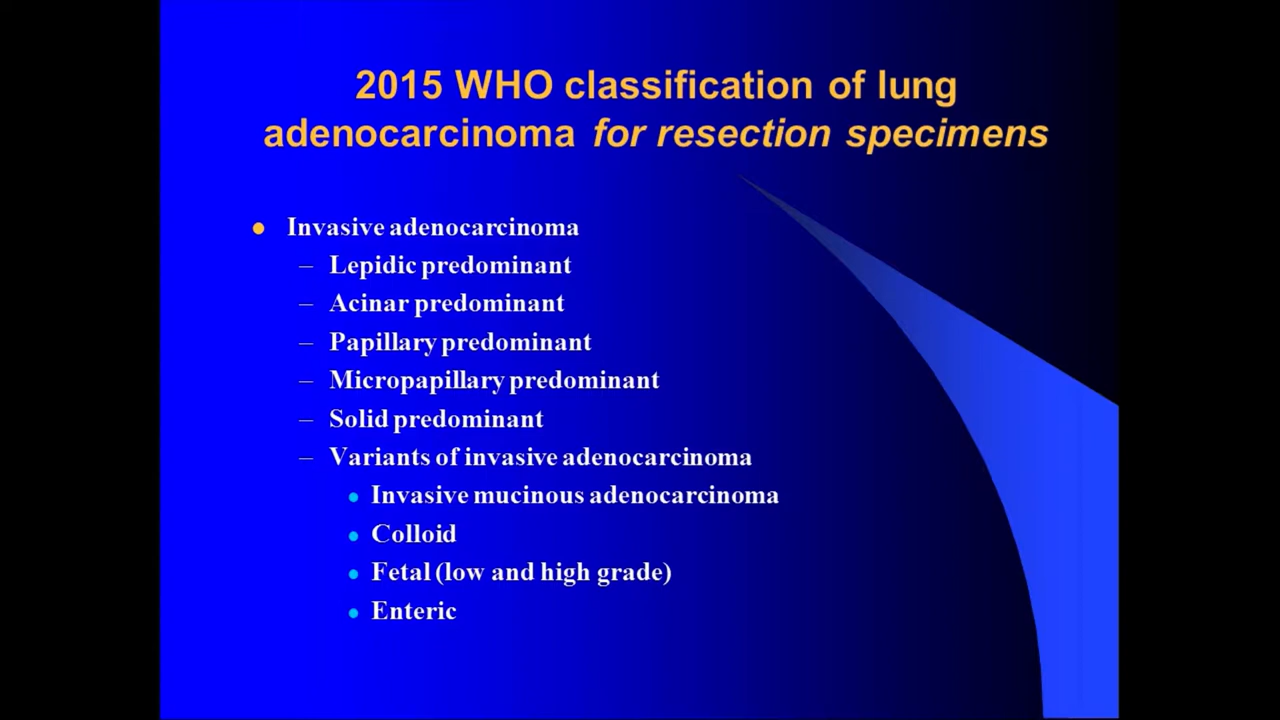 2015 WHO classification of lung
adenocarcinoma for resection specimens
Invasive adenocarcinoma
– Lepidic predominant
– Acinar predominant
– Papillary predominant
– Micropapillary predominant
– Solid predominant
– Variants of invasive adenocarcinoma
Invasive mucinous adenocarcinoma
Colloid
Fetal (low and high grade)
Enteric